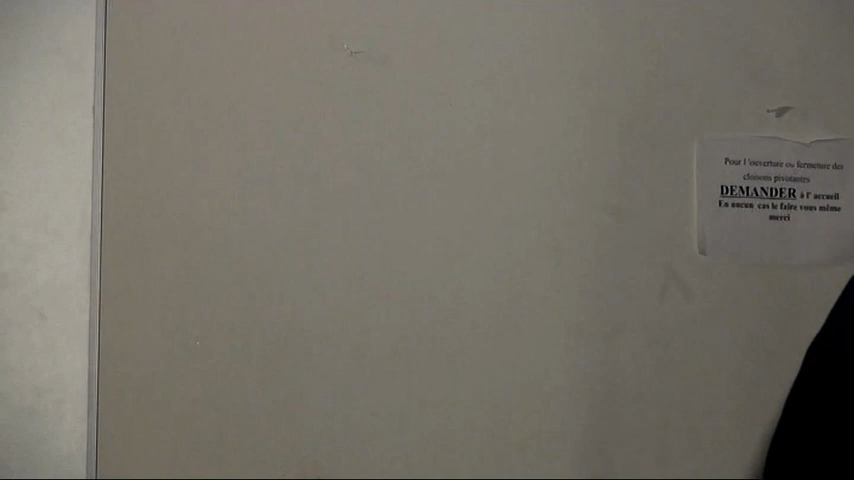 Pour l'ouverture ou fermeture des
cloisons pivotantes
DEMANDER à l'accueil
En aucun cas le faire vous même
merci